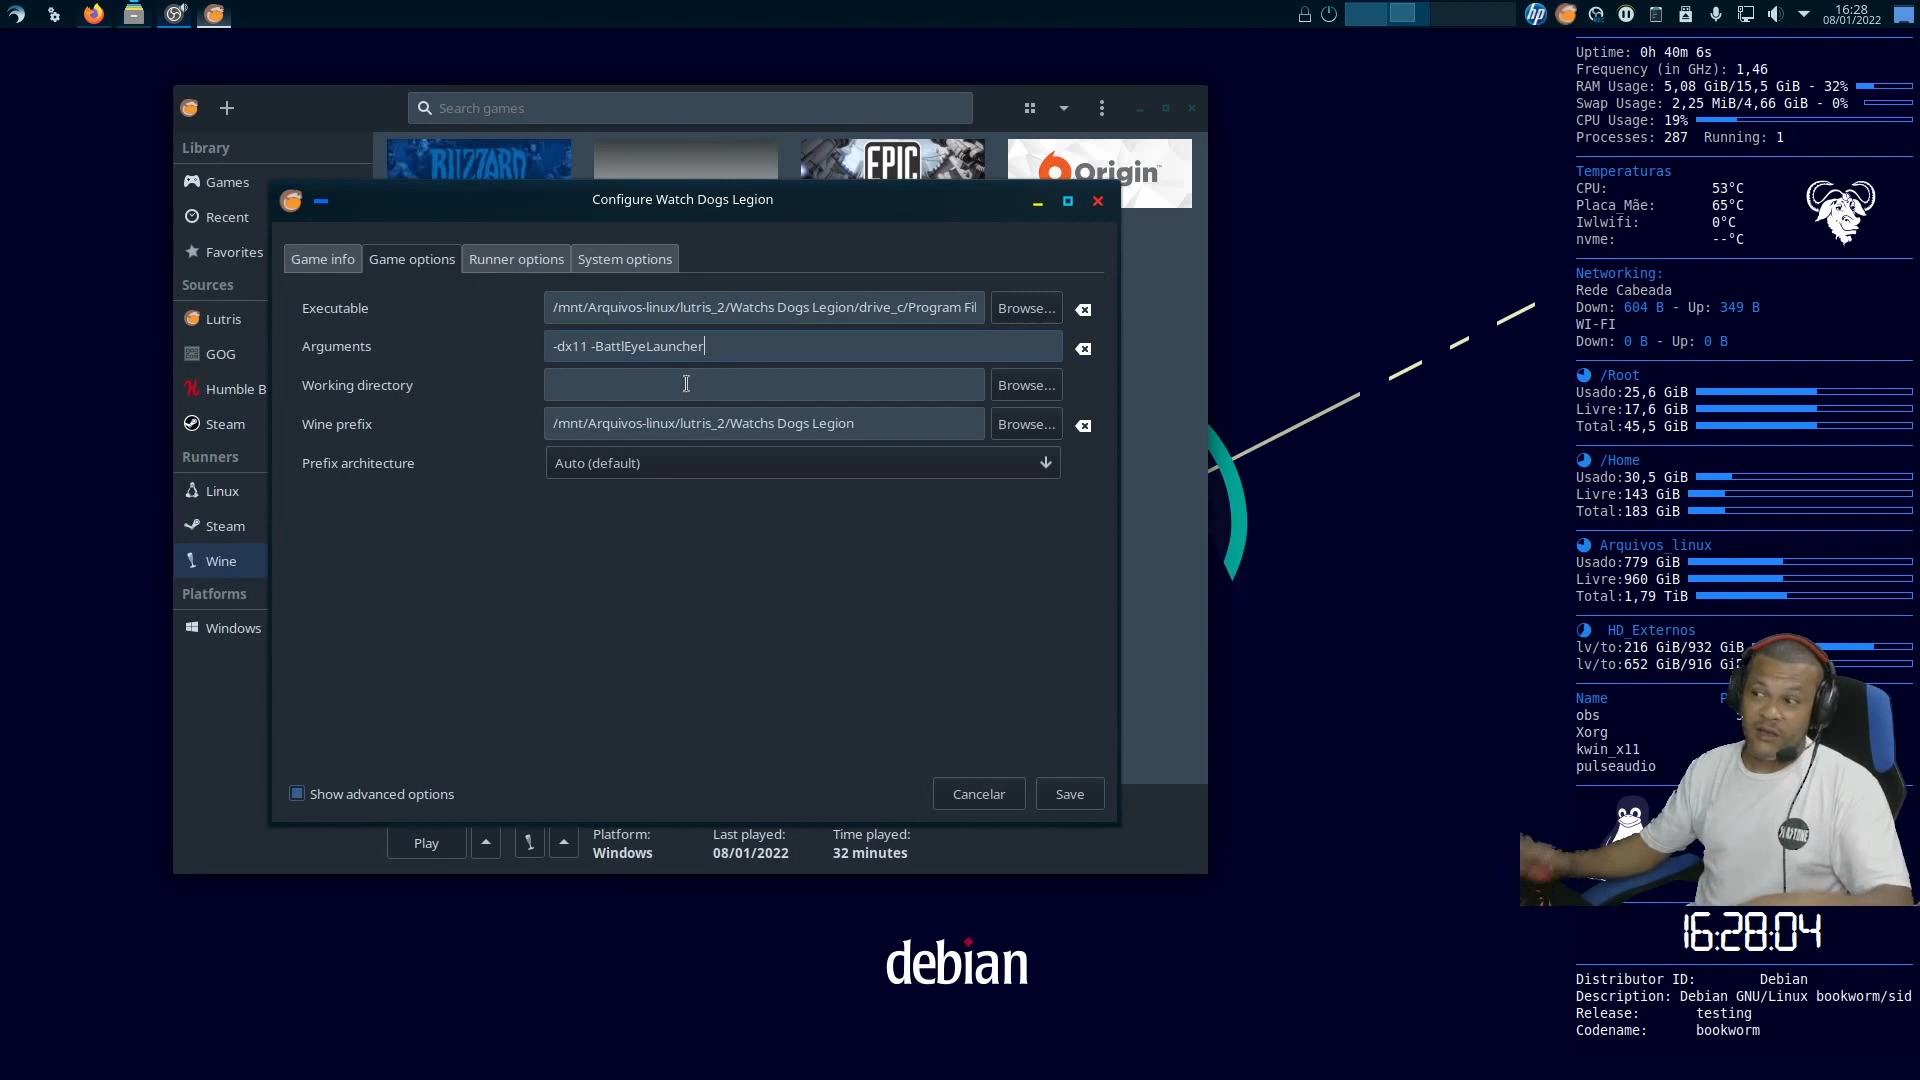 hp
16:28
08/01/2022
Uptime: 0h 40m 6s
Frequency (in GHz): 1,46
RAM Usage: 5,08 GiB/15,5 GiB - 32%
Swap Usage: 2,25 MiB/4,66 GiB - 0%
CPU Usage: 19%
Processes: 287 Running: 1
Temperaturas
CPU: 53°C
Placa_Mãe: 65°C
Iwlwifi: 0°C
nvme: --°C
Networking:
Rede Cabeada
Down: 604 B - Up: 349 B
WI-FI
Down: 0 B - Up: 0 B
/Root
Usado:25,6 GiB
Livre:17,6 GiB
Total:45,5 GiB
/Home
Usado:30,5 GiB
Livre:143 GiB
Total:183 GiB
Arquivos_linux
Usado:779 GiB
Livre:960 GiB
Total:1,79 TiB
HD_Externos
lv/to:216 GiB/932 GiB
lv/to:652 GiB/916
Name
obs
Xorg
kwin_x11
pulseaudio
16:28:04
Distributor ID: Debian
Description: Debian GNU/Linux bookworm/sid
Release: testing
Codename: bookworm
Search games
Library
Games
Recent
Favorites
Sources
Lutris
GOG
Humble B
Steam
Runners
Linux
Steam
Wine
Platforms
Windows
BLIZZARD
EPIC
Origin
Configure Watch Dogs Legion
Game info
Game options
Runner options
System options
Executable
/mnt/Arquivos-linux/lutris_2/Watchs Dogs Legion/drive_c/Program Fil
Browse...
Arguments
-dx11 -BattlEyeLauncher
Working directory
Browse...
Wine prefix
/mnt/Arquivos-linux/lutris_2/Watchs Dogs Legion
Browse...
Prefix architecture
Auto (default)
Show advanced options
Cancelar
Save
Play
Platform:
Windows
Last played:
08/01/2022
Time played:
32 minutes
debian